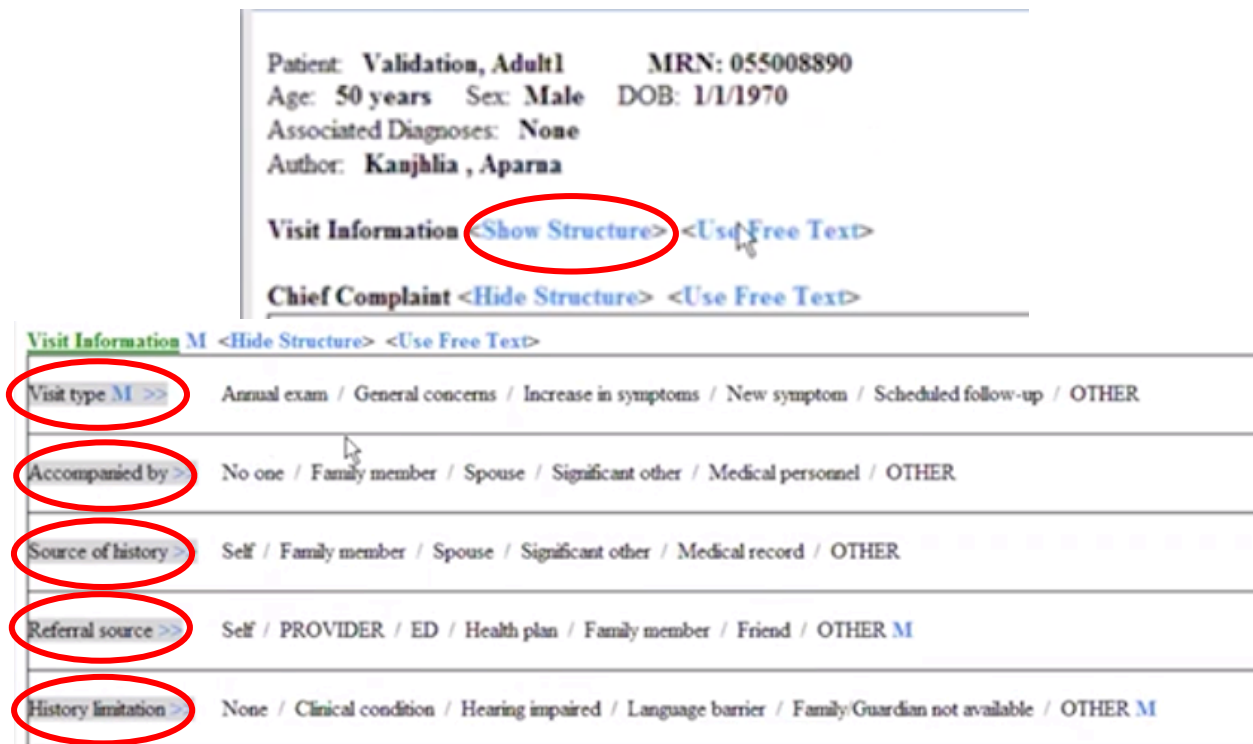 Patient: Validation, Adult1 MRN: 055008890
Age: 50 years Sex: Male DOB: 1/1/1970
Associated Diagnoses: None
Author: Kanjhlia , Aparna
Visit Information <Show Structure> <Use Free Text>
Chief Complaint <Hide Structure> <Use Free Text>
Visit Information M <Hide Structure> <Use Free Text>
Visit type M >> Annual exam / General concerns / Increase in symptoms / New symptom / Scheduled follow-up / OTHER
Accompanied by >> No one / Family member / Spouse / Significant other / Medical personnel / OTHER
Source of history >> Self / Family member / Spouse / Significant other / Medical record / OTHER
Referral source >> Self / PROVIDER / ED / Health plan / Family member / Friend / OTHER M
History limitation >> None / Clinical condition / Hearing impaired / Language barrier / Family/Guardian not available / OTHER M